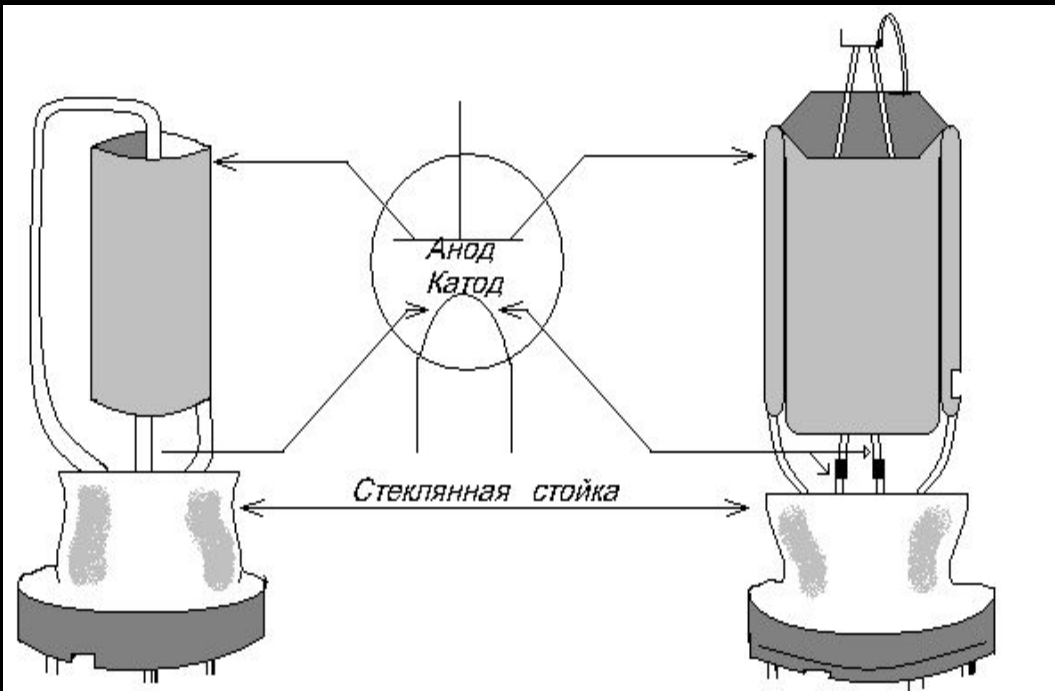 Анод
Катод
Стеклянная стойка